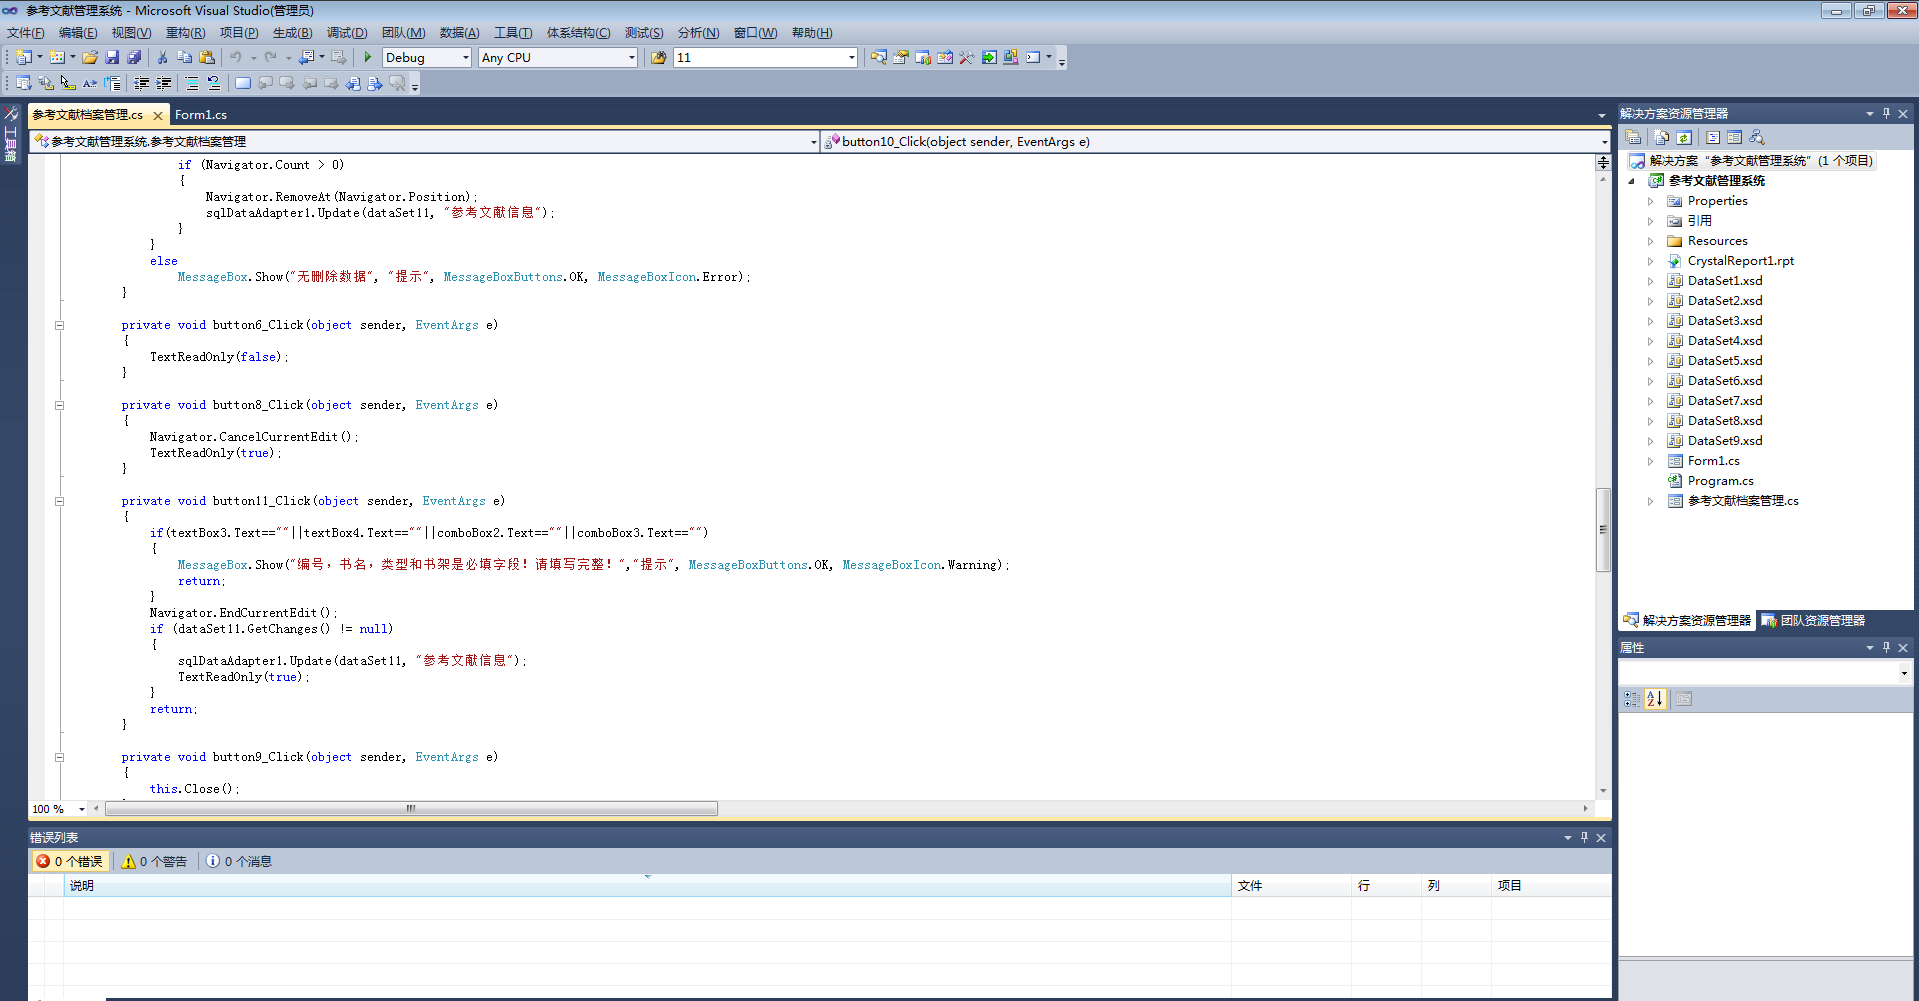 参考文献管理系统 - Microsoft Visual Studio(管理员)
文件(F) 编辑(E) 视图(V) 重构(R) 项目(P) 生成(B) 调试(D) 团队(M) 数据(A) 工具(T) 体系结构(C) 测试(S) 分析(N) 窗口(W) 帮助(H)
Debug Any CPU 11
工具箱
参考文献档案管理.cs Form1.cs
参考文献管理系统.参考文献档案管理 button10_Click(object sender, EventArgs e)
if (Navigator.Count > 0)
{
Navigator.RemoveAt(Navigator.Position);
sqlDataAdapter1.Update(dataSet11, "参考文献信息");
}
}
else
MessageBox.Show("无删除数据", "提示", MessageBoxButtons.OK, MessageBoxIcon.Error);
}
private void button6_Click(object sender, EventArgs e)
{
TextReadOnly(false);
}
private void button8_Click(object sender, EventArgs e)
{
Navigator.CancelCurrentEdit();
TextReadOnly(true);
}
private void button11_Click(object sender, EventArgs e)
{
if(textBox3.Text==""||textBox4.Text==""||comboBox2.Text==""||comboBox3.Text=="")
{
MessageBox.Show("编号，书名，类型和书架是必填字段！请填写完整！","提示", MessageBoxButtons.OK, MessageBoxIcon.Warning);
return;
}
Navigator.EndCurrentEdit();
if (dataSet11.GetChanges() != null)
{
sqlDataAdapter1.Update(dataSet11, "参考文献信息");
TextReadOnly(true);
}
return;
}
private void button9_Click(object sender, EventArgs e)
{
this.Close();
100 %
错误列表
0 个错误 0 个警告 0 个消息
说明 文件 行 列 项目
解决方案资源管理器
解决方案"参考文献管理系统"(1 个项目)
参考文献管理系统
Properties
引用
Resources
CrystalReport1.rpt
DataSet1.xsd
DataSet2.xsd
DataSet3.xsd
DataSet4.xsd
DataSet5.xsd
DataSet6.xsd
DataSet7.xsd
DataSet8.xsd
DataSet9.xsd
Form1.cs
Program.cs
参考文献档案管理.cs
解决方案资源管理器 团队资源管理器
属性